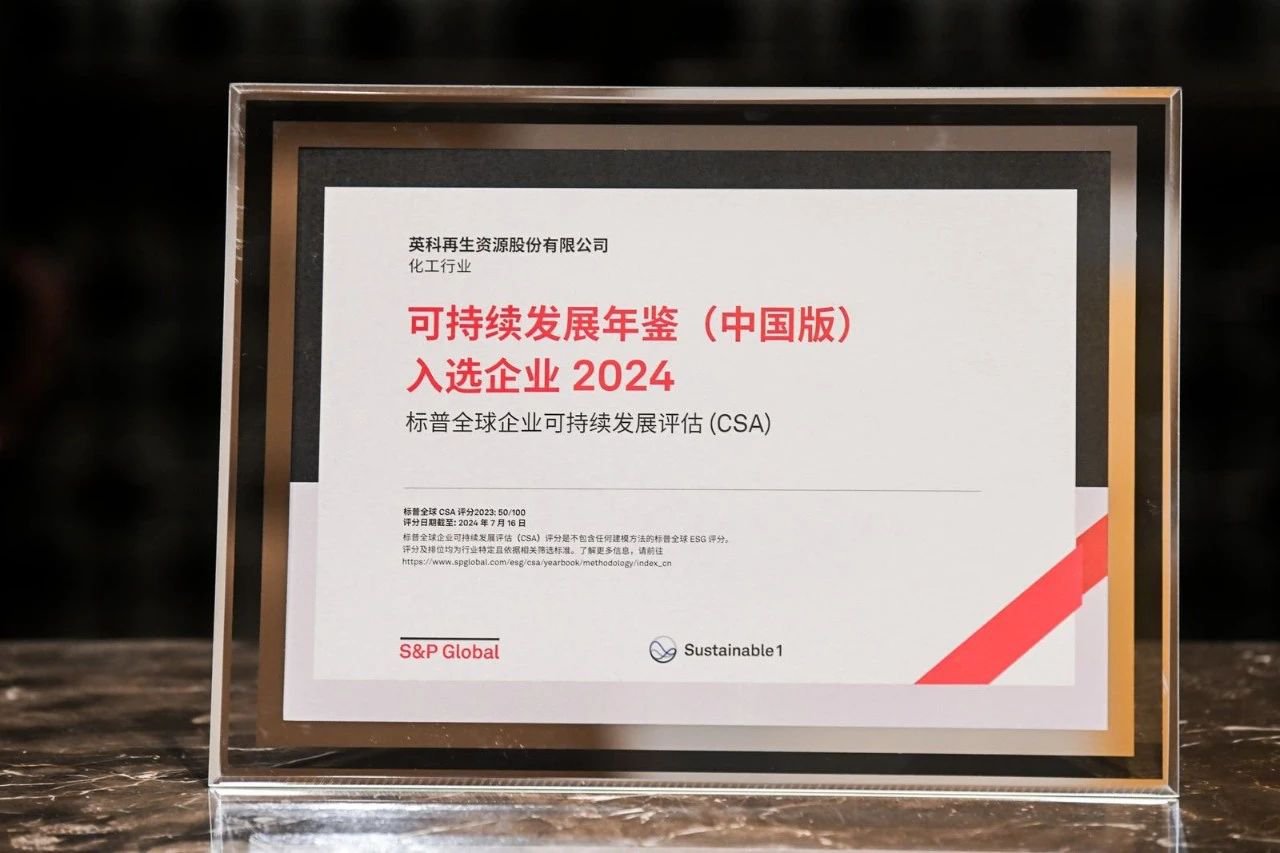 英科再生资源股份有限公司
化工行业
可持续发展年鉴（中国版）
入选企业 2024
标普全球企业可持续发展评估 (CSA)
标普全球 CSA 评分2023: 50/100
评分日期截至: 2024 年 7 月 16 日
标普全球企业可持续发展评估（CSA）评分是不包含任何建模方法的标普全球 ESG 评分。
评分及排位均为行业特定且依据相关筛选标准。了解更多信息，请前往
https://www.spglobal.com/esg/csa/yearbook/methodology/index_cn
S&P Global
Sustainable1